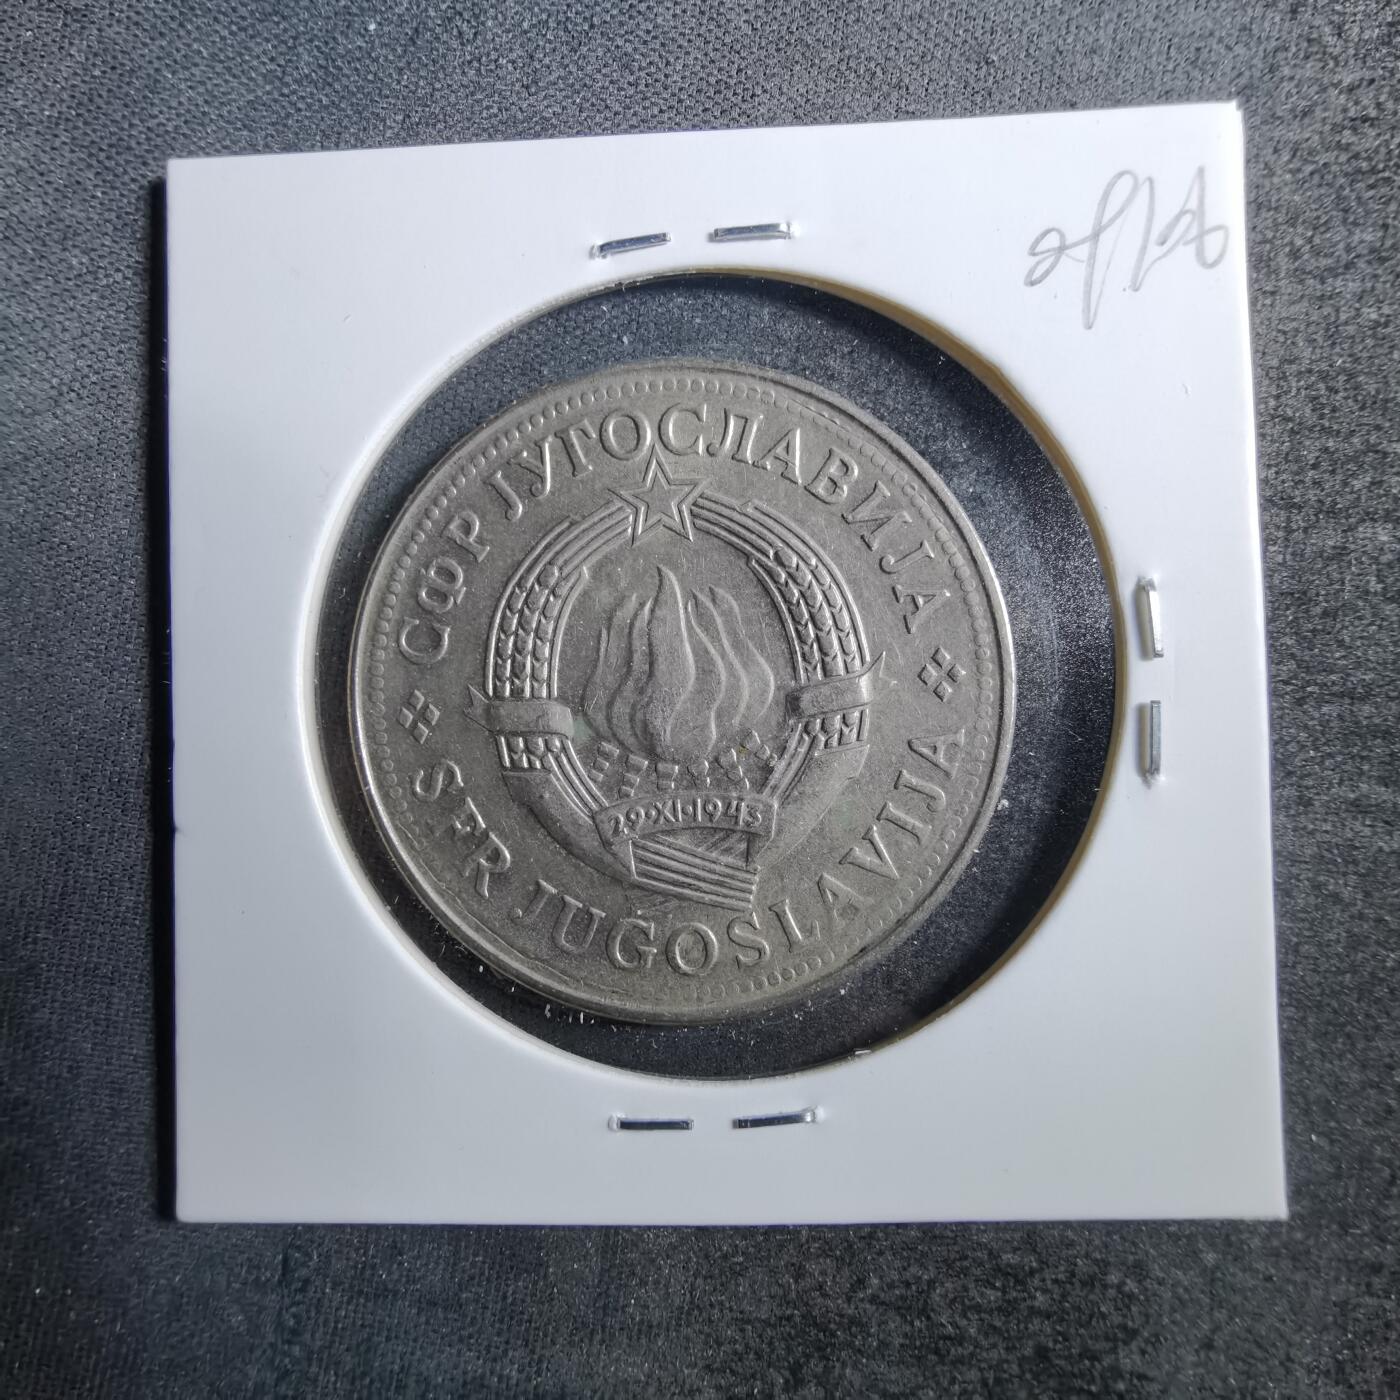 СФР ЈУГОСЛАВИЈА
29·XI·1943
SFR JUGOSLAVIJA